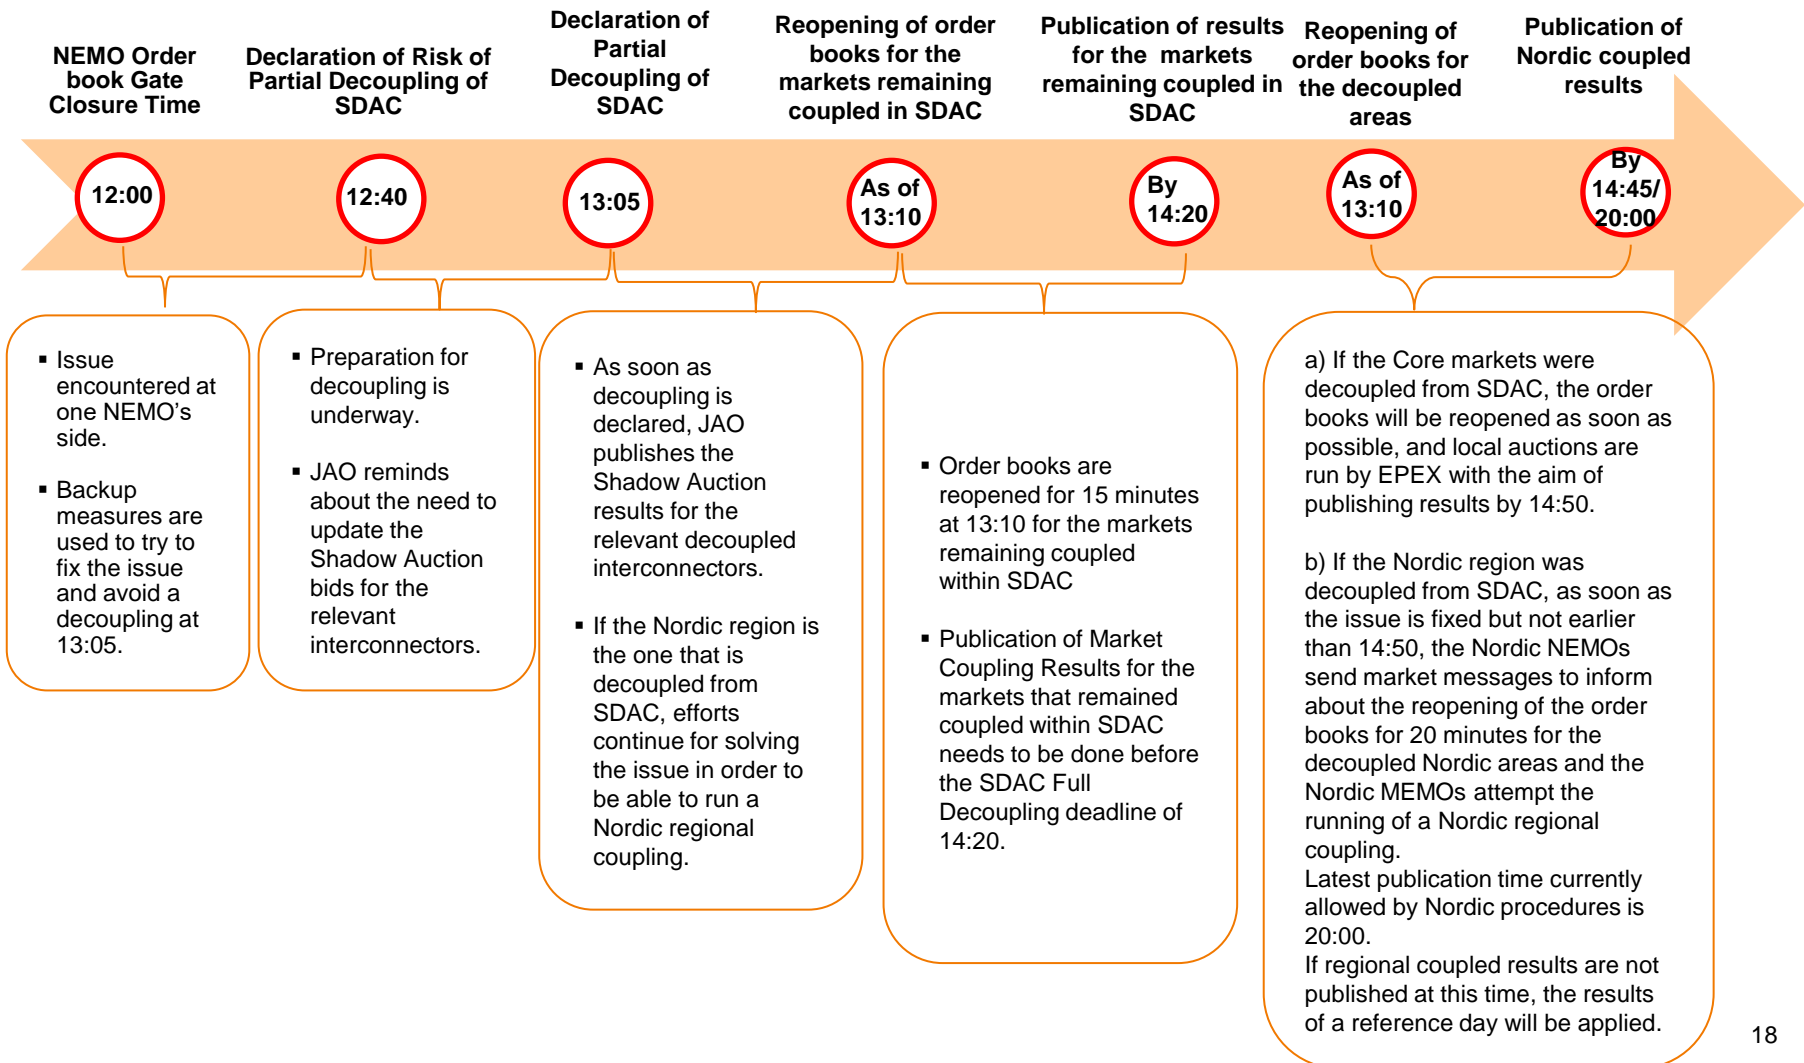 NEMO Order
book Gate
Closure Time
Declaration of Risk of
Partial Decoupling of
SDAC
Declaration of
Partial
Decoupling of
SDAC
Reopening of order
books for the
markets remaining
coupled in SDAC
Publication of results
for the  markets
remaining coupled in
SDAC
Reopening of
order books for
the decoupled
areas
Publication of
Nordic coupled
results
12:00
12:40
13:05
As of
13:10
By
14:20
As of
13:10
By
14:45/
20:00
▪ Issue
encountered at
one NEMO’s
side.
▪ Backup
measures are
used to try to
fix the issue
and avoid a
decoupling at
13:05.
▪ Preparation for
decoupling is
underway.
▪ JAO reminds
about the need to
update the
Shadow Auction
bids for the
relevant
interconnectors.
▪ As soon as
decoupling is
declared, JAO
publishes the
Shadow Auction
results for the
relevant decoupled
interconnectors.
▪ If the Nordic region is
the one that is
decoupled from
SDAC, efforts
continue for solving
the issue in order to
be able to run a
Nordic regional
coupling.
▪ Order books are
reopened for 15 minutes
at 13:10 for the markets
remaining coupled
within SDAC
▪ Publication of Market
Coupling Results for the
markets that remained
coupled within SDAC
needs to be done before
the SDAC Full
Decoupling deadline of
14:20.
a) If the Core markets were
decoupled from SDAC, the order
books will be reopened as soon as
possible, and local auctions are
run by EPEX with the aim of
publishing results by 14:50.
b) If the Nordic region was
decoupled from SDAC, as soon as
the issue is fixed but not earlier
than 14:50, the Nordic NEMOs
send market messages to inform
about the reopening of the order
books for 20 minutes for the
decoupled Nordic areas and the
Nordic MEMOs attempt the
running of a Nordic regional
coupling.
Latest publication time currently
allowed by Nordic procedures is
20:00.
If regional coupled results are not
published at this time, the results
of a reference day will be applied.
18